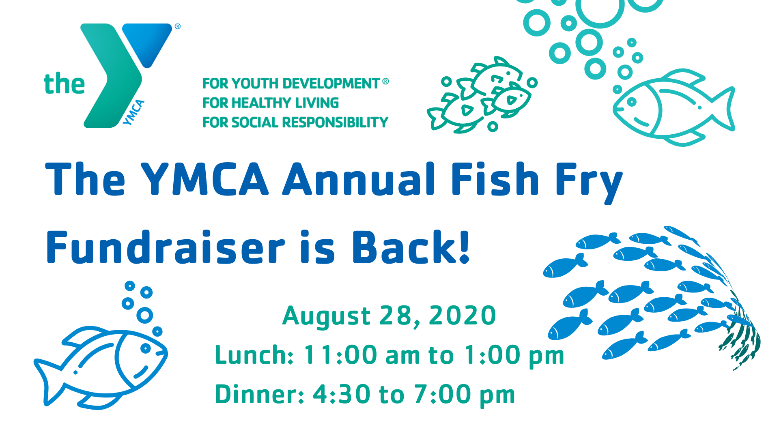 the
YMCA
®
FOR YOUTH DEVELOPMENT®
FOR HEALTHY LIVING
FOR SOCIAL RESPONSIBILITY
The YMCA Annual Fish Fry
Fundraiser is Back!
August 28, 2020
Lunch: 11:00 am to 1:00 pm
Dinner: 4:30 to 7:00 pm